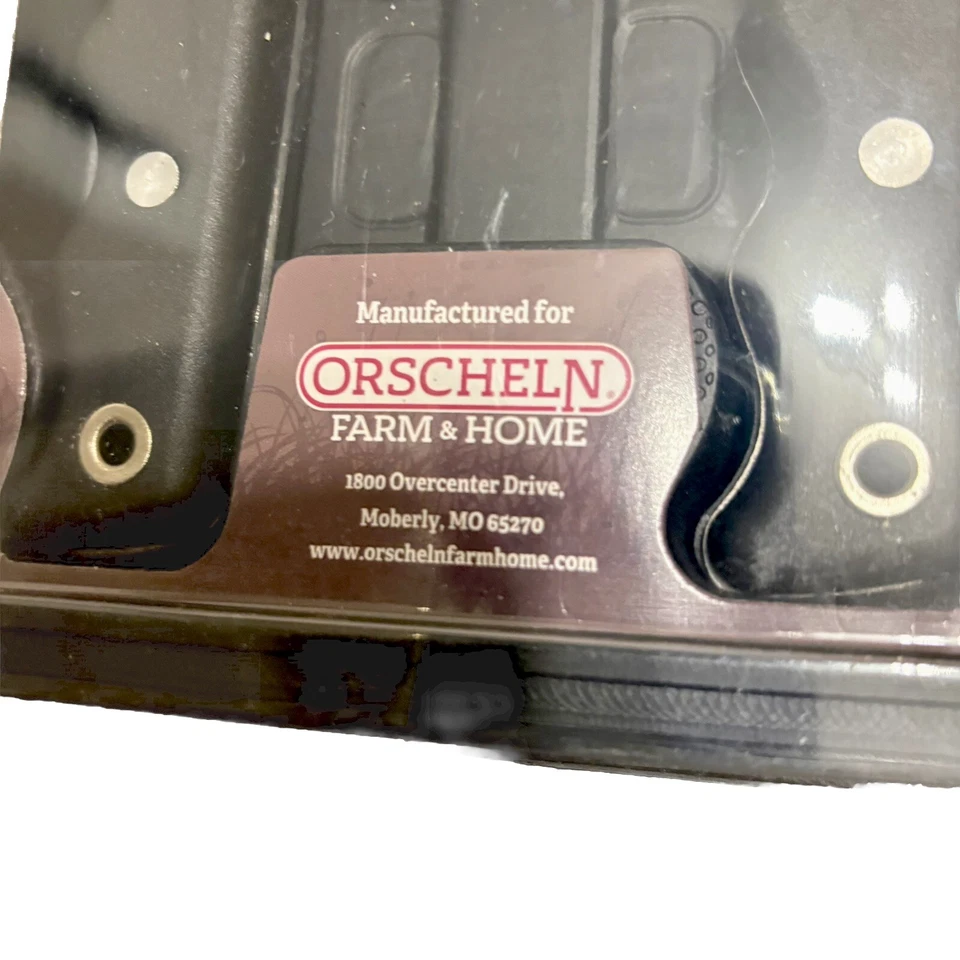 Manufactured for
ORSCHELN®
FARM & HOME
1800 Overcenter Drive,
Moberly, MO 65270
www.orschelnfarmhome.com